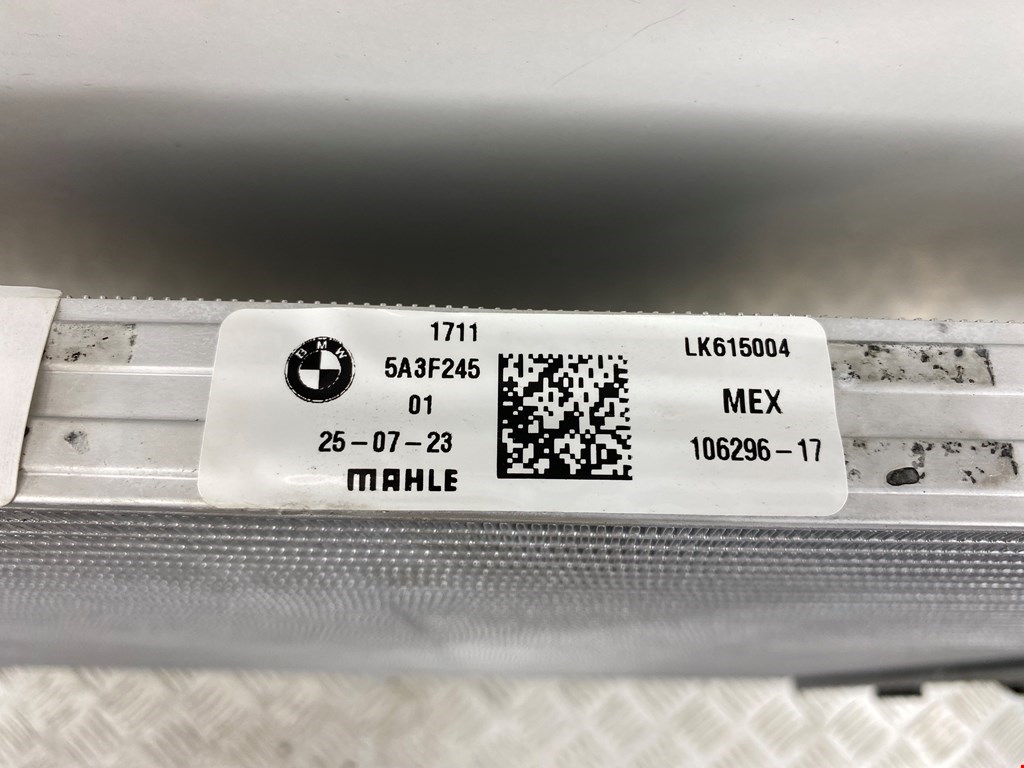 1711
BMW
5A3F245
01
25-07-23
MAHLE
LK615004
MEX
106296-17